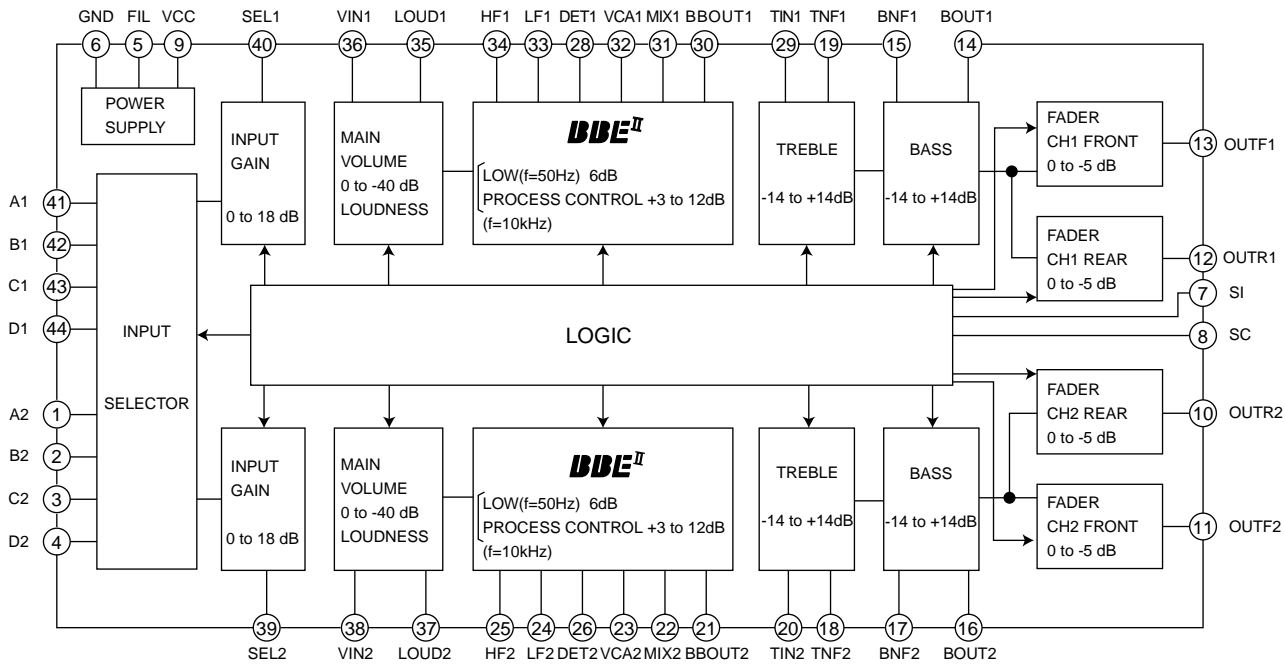 GND FIL VCC SEL1 VIN1 LOUD1 HF1 LF1 DET1 VCA1 MIX1 BBOUT1 TIN1 TNF1 BNF1 BOUT1
6 5 9 40 36 35 34 33 28 32 31 30 29 19 15 14
POWER
SUPPLY
INPUT
GAIN
0 to 18 dB
MAIN
VOLUME
0 to -40 dB
LOUDNESS
BBE II
LOW(f=50Hz) 6dB
PROCESS CONTROL +3 to 12dB
(f=10kHz)
TREBLE
-14 to +14dB
BASS
-14 to +14dB
FADER
CH1 FRONT
0 to -5 dB
13 OUTF1
FADER
CH1 REAR
0 to -5 dB
12 OUTR1
7 SI
8 SC
A1 41
B1 42
C1 43
D1 44
A2 1
B2 2
C2 3
D2 4
INPUT
SELECTOR
LOGIC
INPUT
GAIN
0 to 18 dB
MAIN
VOLUME
0 to -40 dB
LOUDNESS
BBE II
LOW(f=50Hz) 6dB
PROCESS CONTROL +3 to 12dB
(f=10kHz)
TREBLE
-14 to +14dB
BASS
-14 to +14dB
FADER
CH2 REAR
0 to -5 dB
10 OUTR2
FADER
CH2 FRONT
0 to -5 dB
11 OUTF2
39 38 37 25 24 26 23 22 21 20 18 17 16
SEL2 VIN2 LOUD2 HF2 LF2 DET2 VCA2 MIX2 BBOUT2 TIN2 TNF2 BNF2 BOUT2